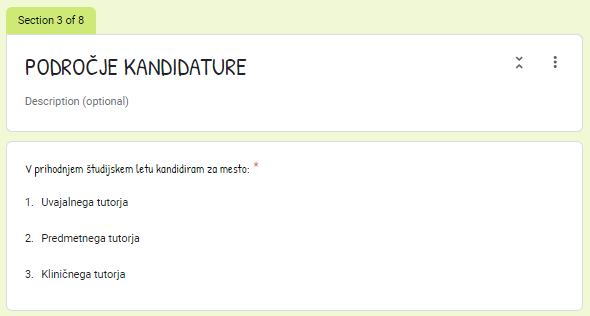 Section 3 of 8
PODROČJE KANDIDATURE
Description (optional)
V prihodnjem študijskem letu kandidiram za mesto: *
1. Uvajalnega tutorja
2. Predmetnega tutorja
3. Kliničnega tutorja